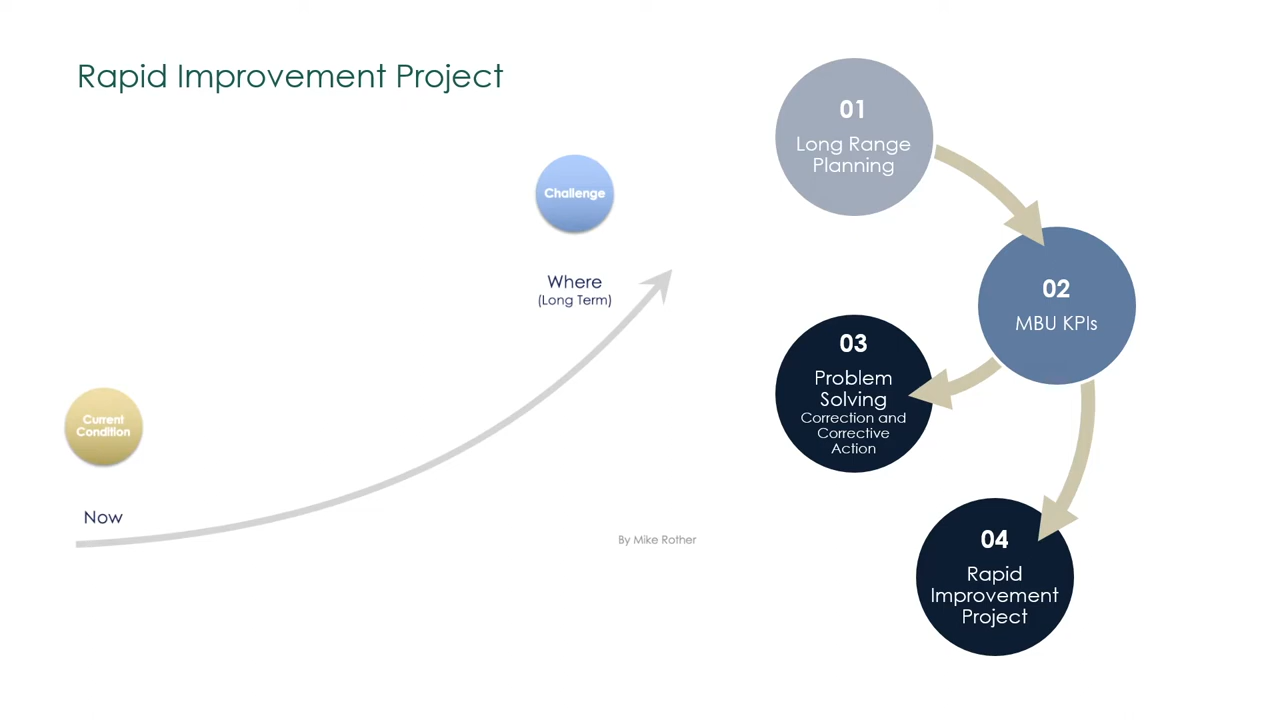 Rapid Improvement Project
Challenge
Where
(Long Term)
Current
Condition
Now
By Mike Rother
01
Long Range
Planning
02
MBU KPIs
03
Problem
Solving
Correction and
Corrective
Action
04
Rapid
Improvement
Project